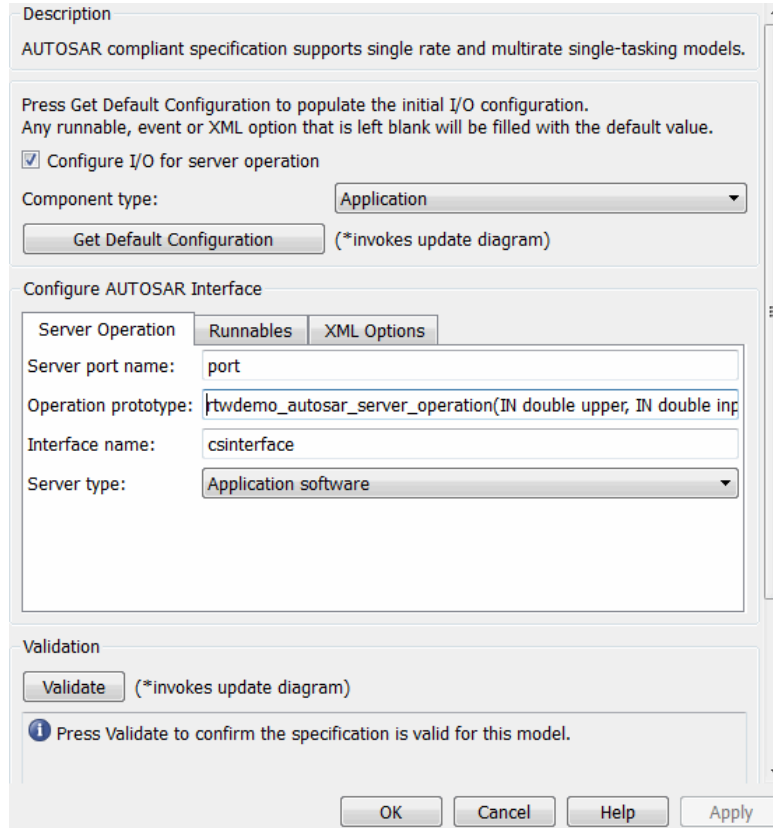 Description
AUTOSAR compliant specification supports single rate and multirate single-tasking models.
Press Get Default Configuration to populate the initial I/O configuration.
Any runnable, event or XML option that is left blank will be filled with the default value.
Configure I/O for server operation
Component type: Application
Get Default Configuration (*invokes update diagram)
Configure AUTOSAR Interface
Server Operation Runnables XML Options
Server port name: port
Operation prototype: rtwdemo_autosar_server_operation(IN double upper, IN double inp
Interface name: csinterface
Server type: Application software
Validation
Validate (*invokes update diagram)
Press Validate to confirm the specification is valid for this model.
OK Cancel Help Apply